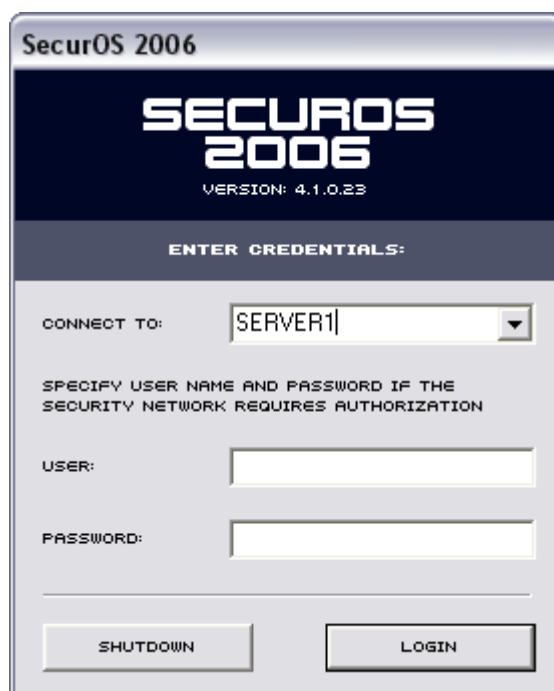 SecurOS 2006
SECUROS
2006
VERSION: 4.1.0.23
ENTER CREDENTIALS:
CONNECT TO:
SERVER1
SPECIFY USER NAME AND PASSWORD IF THE
SECURITY NETWORK REQUIRES AUTHORIZATION
USER:
PASSWORD:
SHUTDOWN
LOGIN